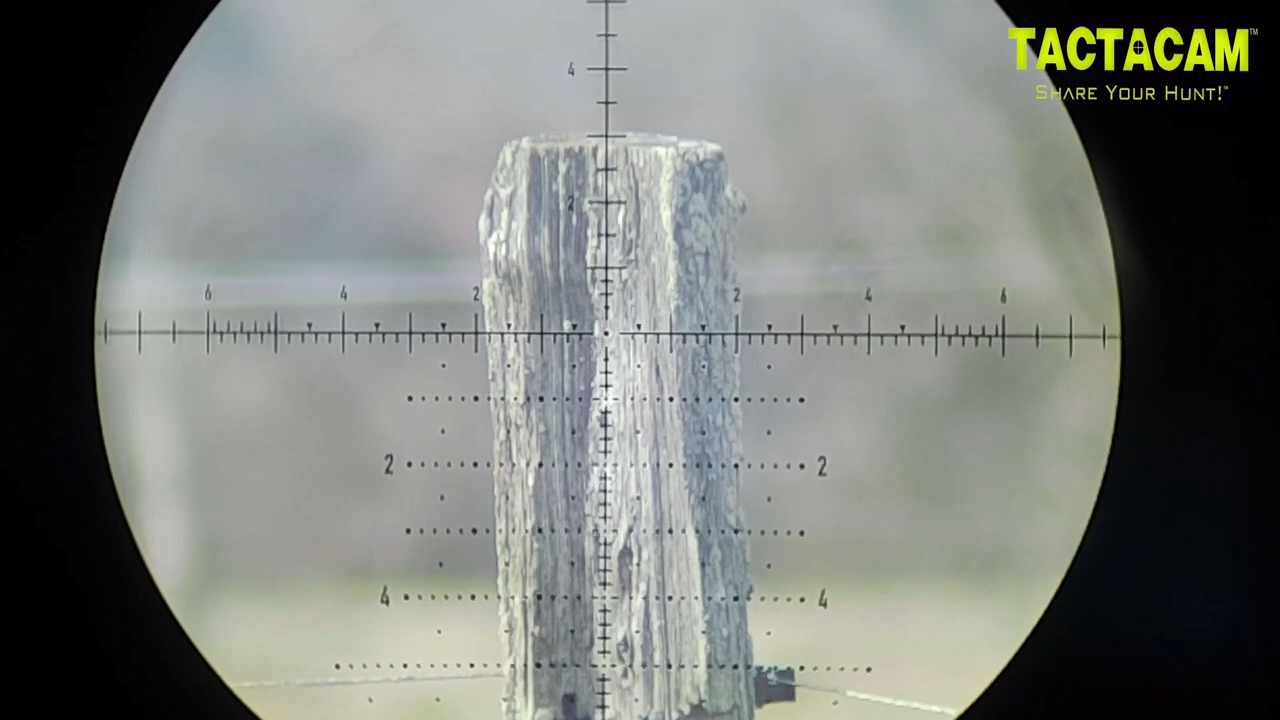 TACTACAM™
SHARE YOUR HUNT!™
4
2
6 4 2 2 4 6
2 2
4 4